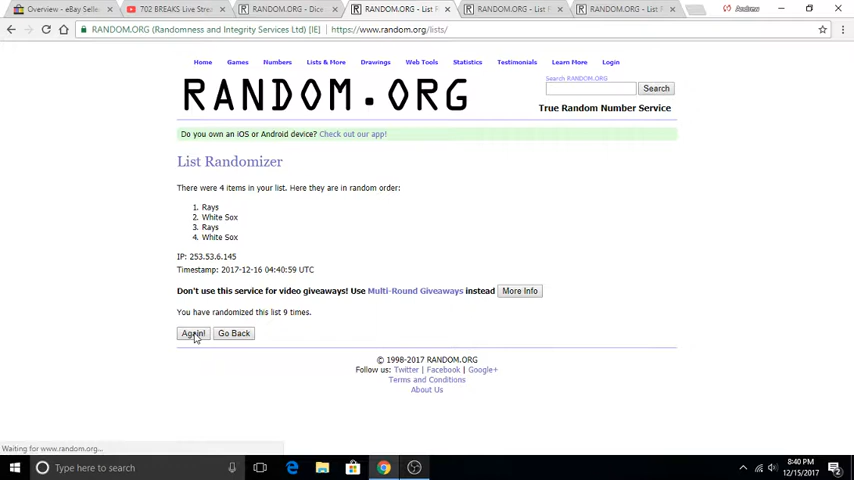 Overview - eBay Selle
702 BREAKS Live Stre
RANDOM.ORG - Dice
RANDOM.ORG - List R
RANDOM.ORG - List R
RANDOM.ORG - List R
Andrew
RANDOM.ORG (Randomness and Integrity Services Ltd) [IE]
https://www.random.org/lists/
Home Games Numbers Lists & More Drawings Web Tools Statistics Testimonials Learn More Login
Search RANDOM.ORG
RANDOM.ORG
Search
True Random Number Service
Do you own an iOS or Android device? Check out our app!
List Randomizer
There were 4 items in your list. Here they are in random order:
1. Rays
2. White Sox
3. Rays
4. White Sox
IP: 253.53.6.145
Timestamp: 2017-12-16 04:40:59 UTC
Don't use this service for video giveaways! Use Multi-Round Giveaways instead More Info
You have randomized this list 9 times.
Again! Go Back
© 1998-2017 RANDOM.ORG
Follow us: Twitter | Facebook | Google+
Terms and Conditions
About Us
Waiting for www.random.org...
Type here to search
8:40 PM
12/15/2017
2